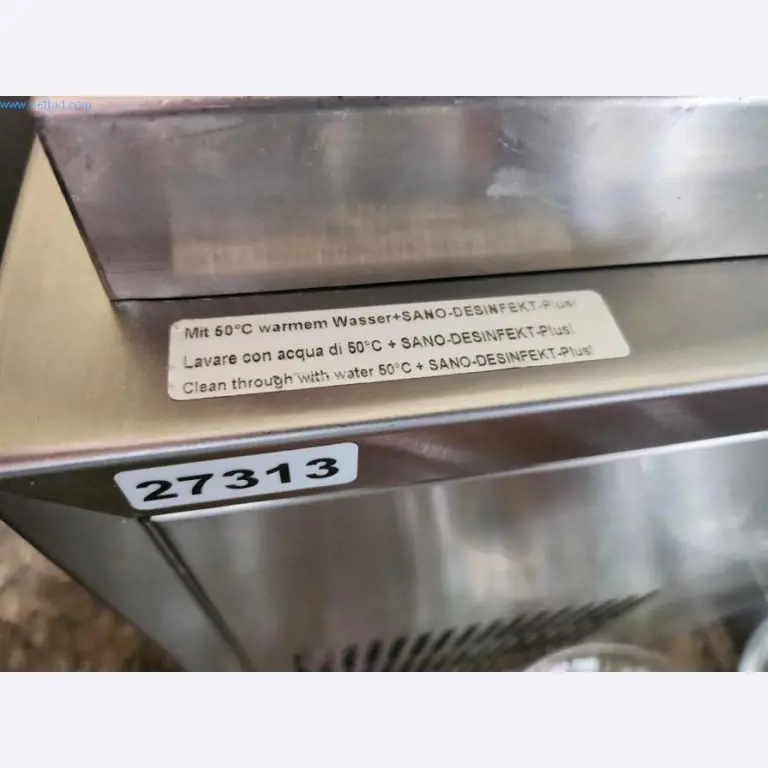 Mit 50°C warmem Wasser+SANO-DESINFEKT-Plus!
Lavare con acqua di 50°C + SANO-DESINFEKT-Plus!
Clean through with water 50°C + SANO-DESINFEKT-Plus!
27313